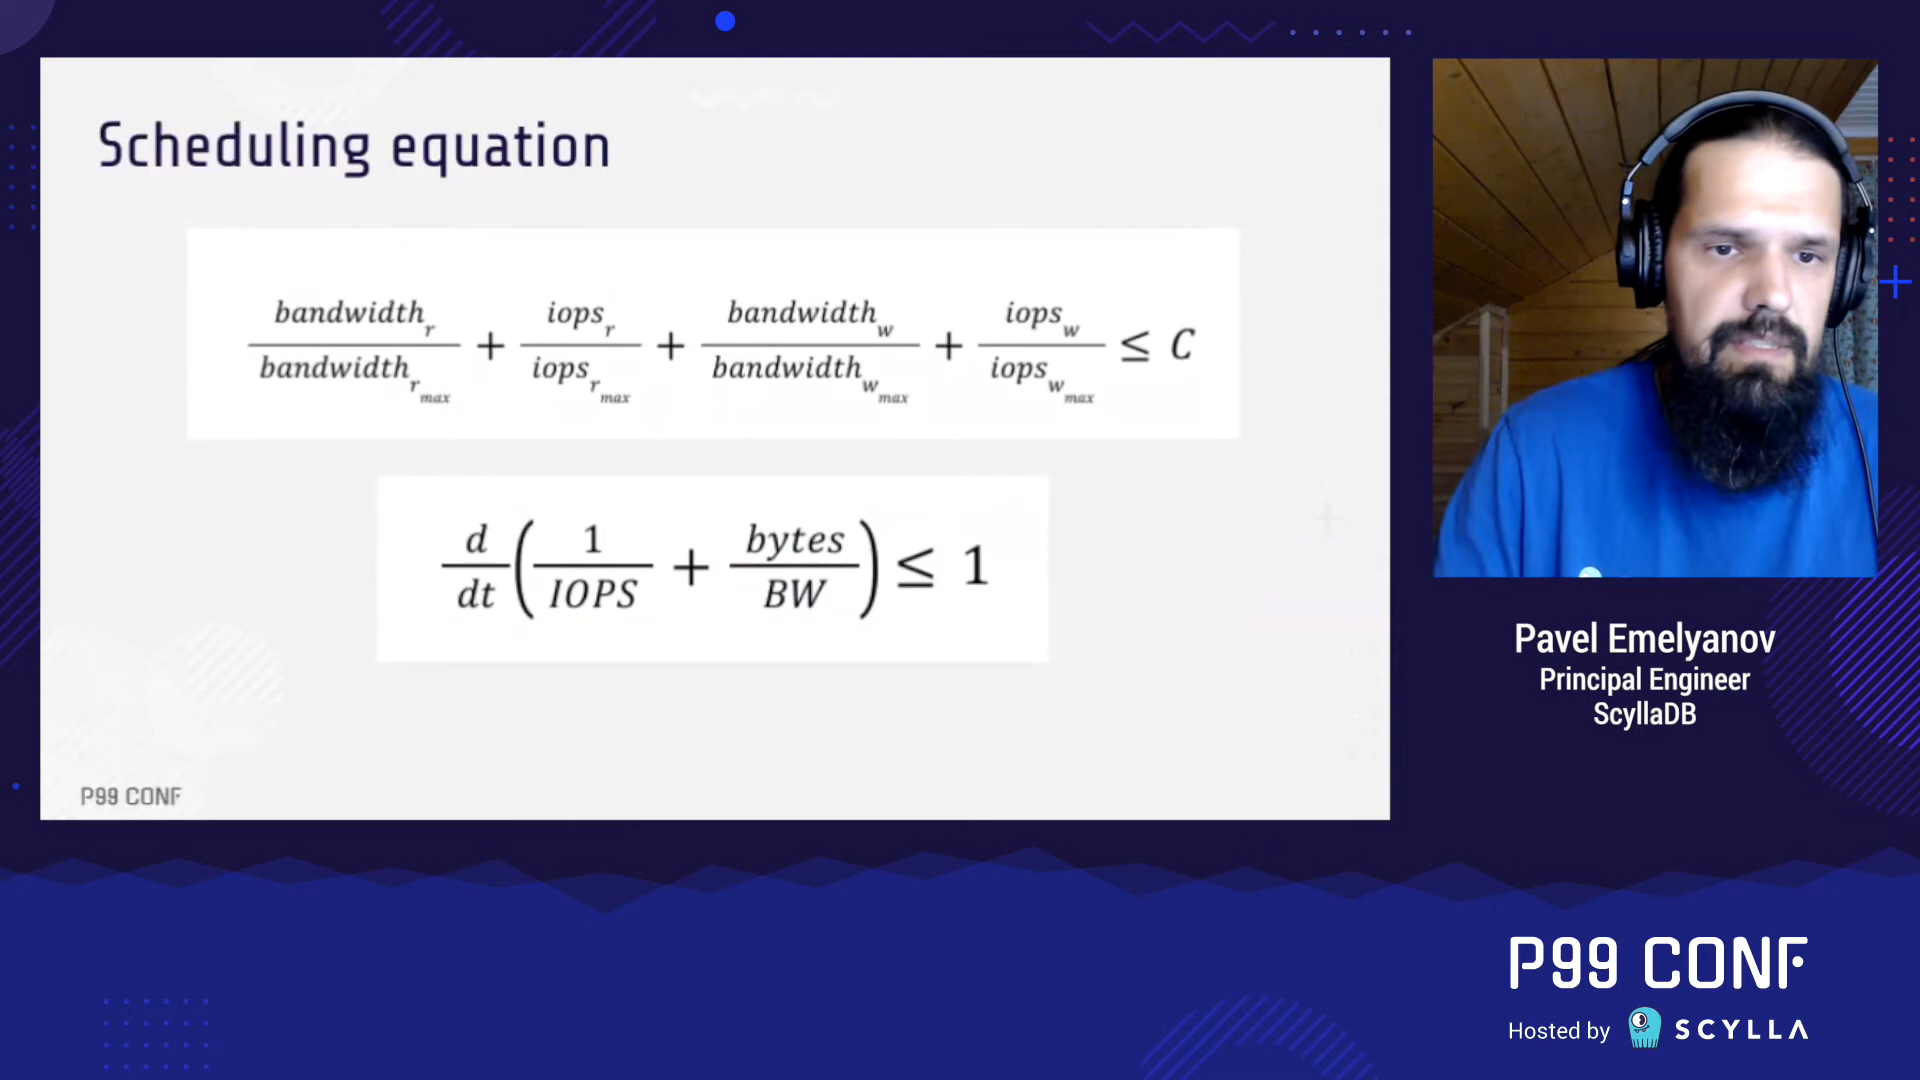 Scheduling equation
bandwidth_r / bandwidth_r_max + iops_r / iops_r_max + bandwidth_w / bandwidth_w_max + iops_w / iops_w_max ≤ C
d/dt (1/IOPS + bytes/BW) ≤ 1
P99 CONF
Pavel Emelyanov
Principal Engineer
ScyllaDB
P99 CONF
Hosted by SCYLLA